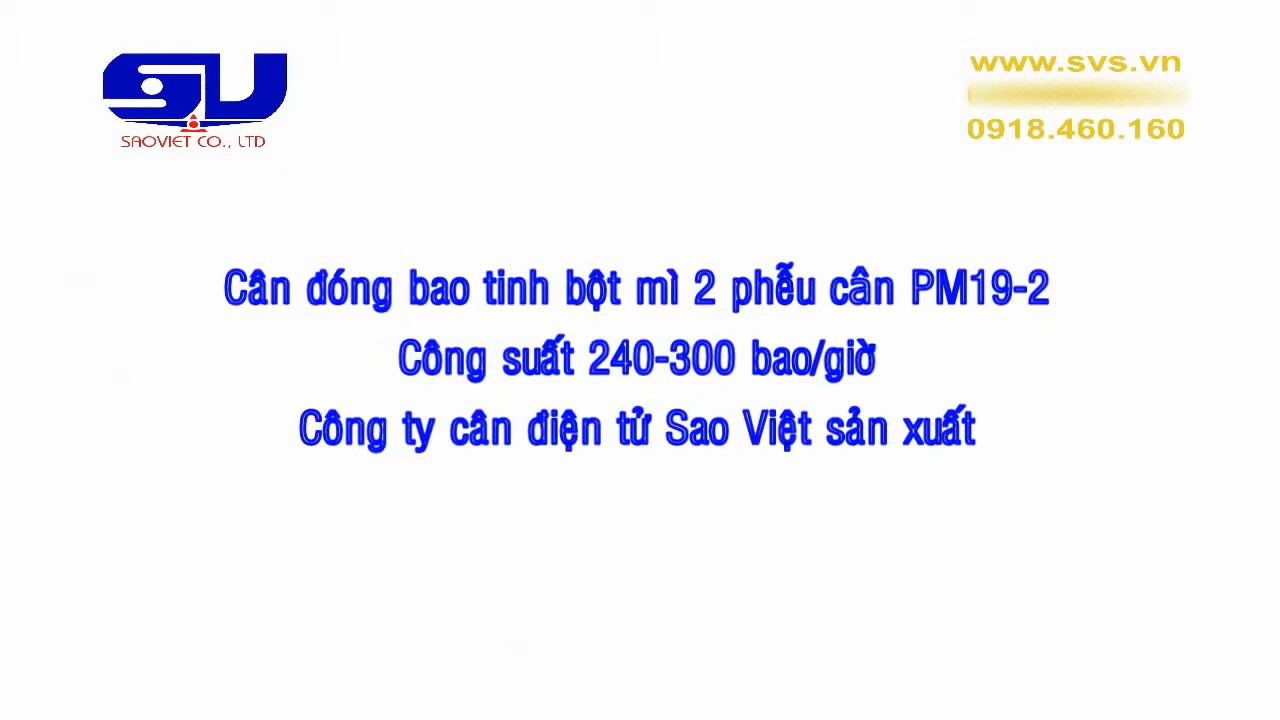 SV
SAOVIET CO., LTD
www.svs.vn
0918.460.160
Cân đóng bao tinh bột mì 2 phễu cân PM19-2
Công suất 240-300 bao/giờ
Công ty cân điện tử Sao Việt sản xuất